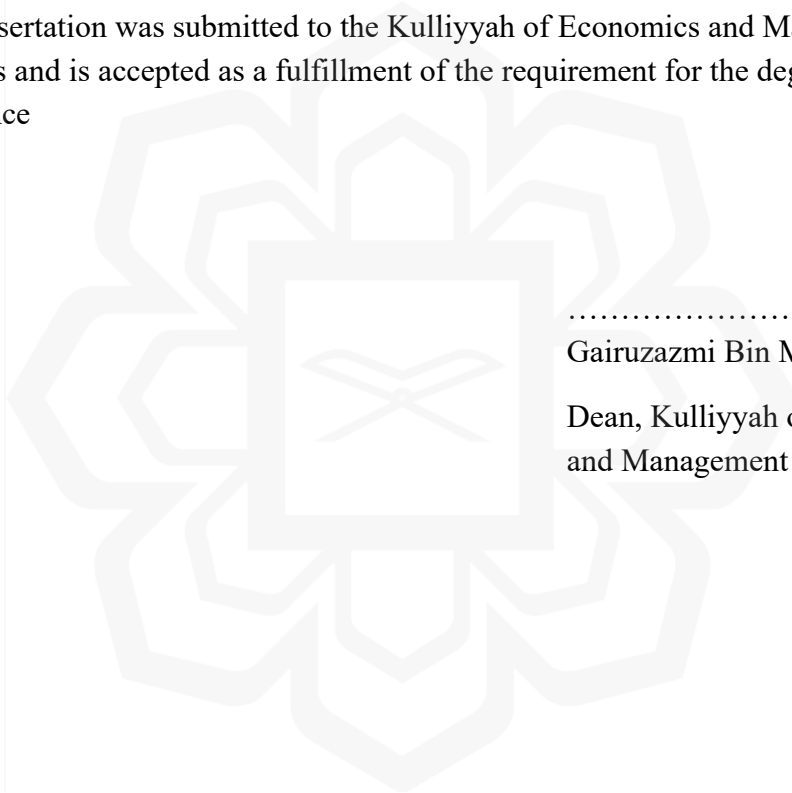 sertation was submitted to the Kulliyyah of Economics and M
s and is accepted as a fulfillment of the requirement for the deg
ce
.....................
Gairuzazmi Bin M
Dean, Kulliyyah o
and Management